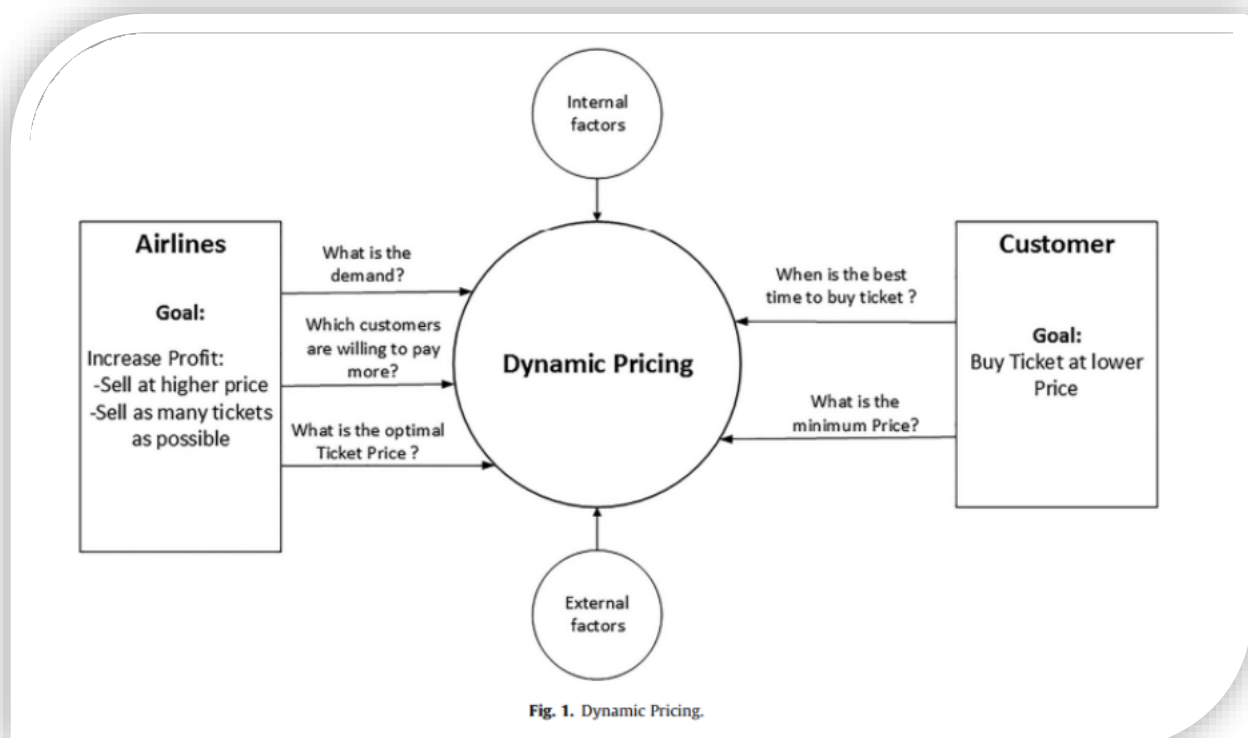 Internal
factors
Airlines
Goal:
Increase Profit:
-Sell at higher price
-Sell as many tickets
as possible
What is the
demand?
Which customers
are willing to pay
more?
What is the optimal
Ticket Price ?
Dynamic Pricing
When is the best
time to buy ticket ?
What is the
minimum Price?
Customer
Goal:
Buy Ticket at lower
Price
External
factors
Fig. 1. Dynamic Pricing.